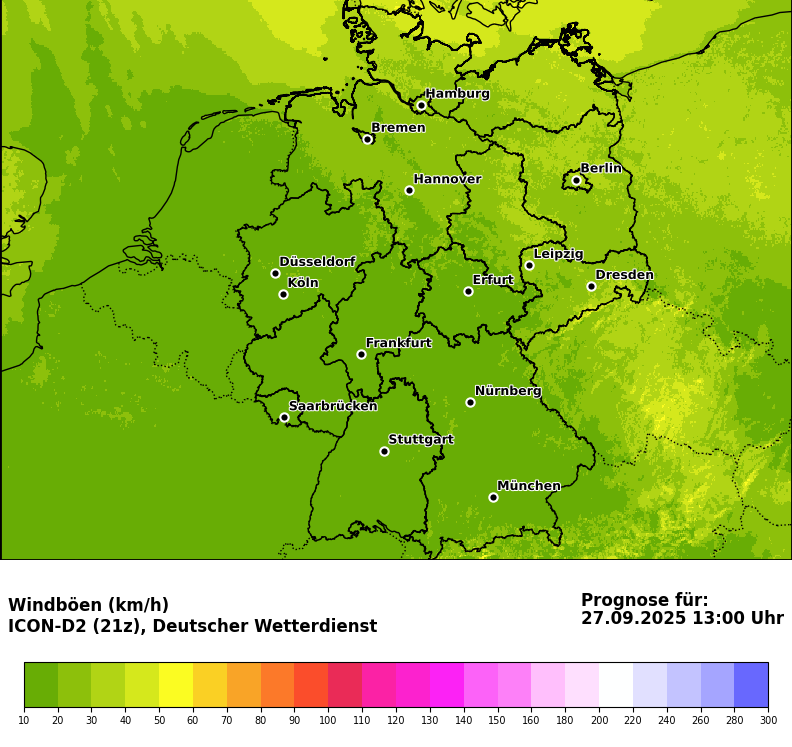 Hamburg
Bremen
Berlin
Hannover
Leipzig
Düsseldorf
Dresden
Köln
Erfurt
Frankfurt
Nürnberg
Saarbrücken
Stuttgart
München
Windböen (km/h)
ICON-D2 (21z), Deutscher Wetterdienst
Prognose für:
27.09.2025 13:00 Uhr
10 20 30 40 50 60 70 80 90 100 110 120 130 140 150 160 180 200 220 240 260 280 300